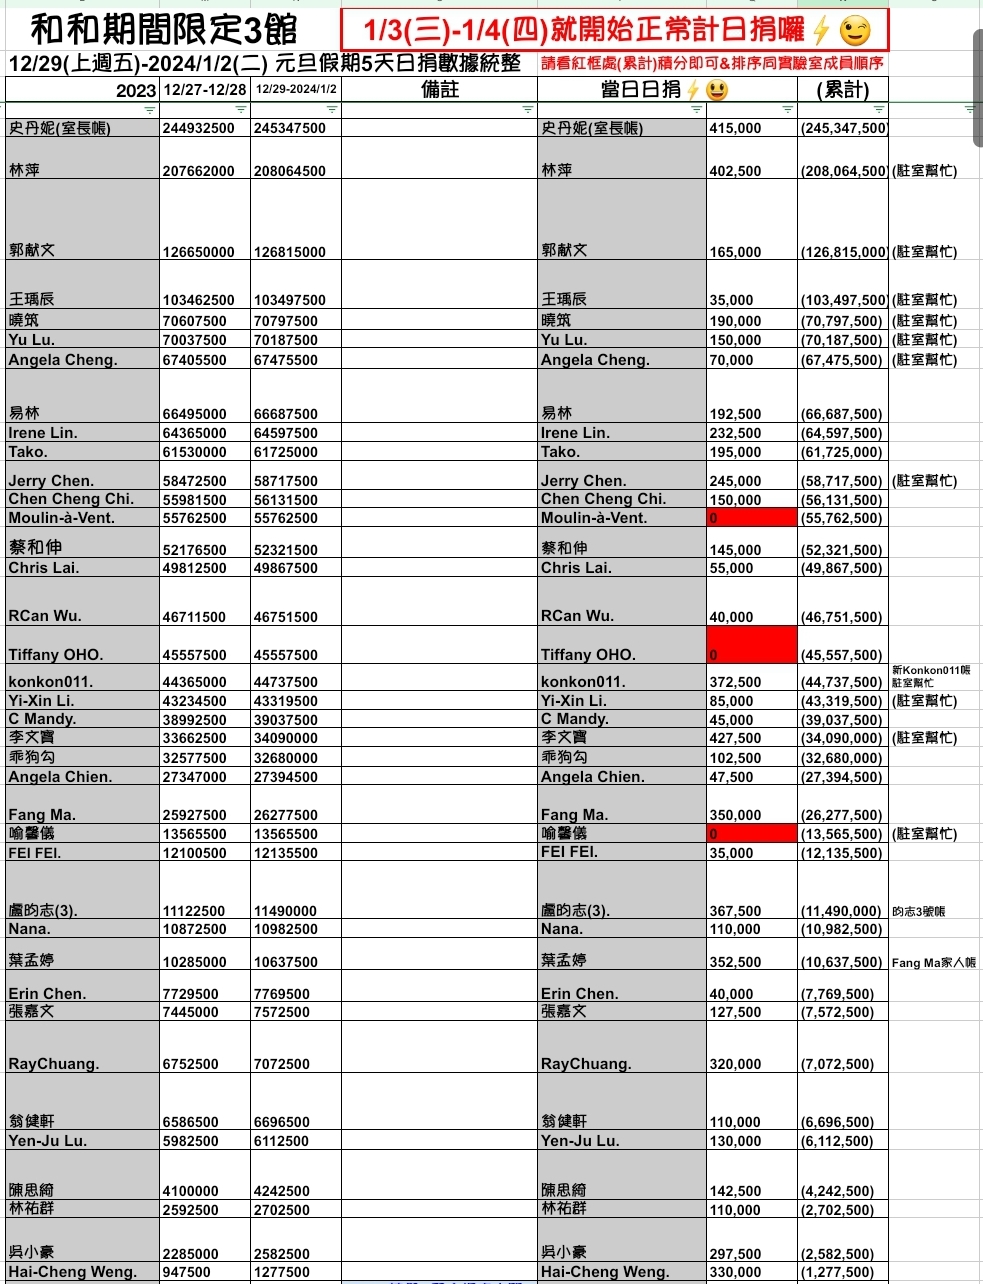 和和期間限定3館 1/3(三)-1/4(四)就開始正常計日捐囉⚡😉
12/29(上週五)-2024/1/2(二) 元旦假期5天日捐數據統整 請看紅框處(累計)積分即可&排序同實驗室成員順序
2023 12/27-12/28 12/29-2024/1/2 備註 當日日捐⚡😃 (累計)
史丹妮(室長帳) 244932500 245347500 史丹妮(室長帳) 415,000 (245,347,500)
林萍 207662000 208064500 林萍 402,500 (208,064,500) (駐室幫忙)
郭献文 126650000 126815000 郭献文 165,000 (126,815,000) (駐室幫忙)
王瑀辰 103462500 103497500 王瑀辰 35,000 (103,497,500) (駐室幫忙)
曉筑 70607500 70797500 曉筑 190,000 (70,797,500) (駐室幫忙)
Yu Lu. 70037500 70187500 Yu Lu. 150,000 (70,187,500) (駐室幫忙)
Angela Cheng. 67405500 67475500 Angela Cheng. 70,000 (67,475,500) (駐室幫忙)
易林 66495000 66687500 易林 192,500 (66,687,500)
Irene Lin. 64365000 64597500 Irene Lin. 232,500 (64,597,500)
Tako. 61530000 61725000 Tako. 195,000 (61,725,000)
Jerry Chen. 58472500 58717500 Jerry Chen. 245,000 (58,717,500) (駐室幫忙)
Chen Cheng Chi. 55981500 56131500 Chen Cheng Chi. 150,000 (56,131,500)
Moulin-à-Vent. 55762500 55762500 Moulin-à-Vent. 0 (55,762,500)
蔡和伸 52176500 52321500 蔡和伸 145,000 (52,321,500)
Chris Lai. 49812500 49867500 Chris Lai. 55,000 (49,867,500)
RCan Wu. 46711500 46751500 RCan Wu. 40,000 (46,751,500)
Tiffany OHO. 45557500 45557500 Tiffany OHO. 0 (45,557,500)
konkon011. 44365000 44737500 konkon011. 372,500 (44,737,500) 新Konkon011帳
駐室幫忙
Yi-Xin Li. 43234500 43319500 Yi-Xin Li. 85,000 (43,319,500) (駐室幫忙)
C Mandy. 38992500 39037500 C Mandy. 45,000 (39,037,500)
李文寶 33662500 34090000 李文寶 427,500 (34,090,000) (駐室幫忙)
乖狗勾 32577500 32680000 乖狗勾 102,500 (32,680,000)
Angela Chien. 27347000 27394500 Angela Chien. 47,500 (27,394,500)
Fang Ma. 25927500 26277500 Fang Ma. 350,000 (26,277,500)
喻馨儀 13565500 13565500 喻馨儀 0 (13,565,500) (駐室幫忙)
FEI FEI. 12100500 12135500 FEI FEI. 35,000 (12,135,500)
盧昀志(3). 11122500 11490000 盧昀志(3). 367,500 (11,490,000) 昀志3號帳
Nana. 10872500 10982500 Nana. 110,000 (10,982,500)
葉孟婷 10285000 10637500 葉孟婷 352,500 (10,637,500) Fang Ma家人帳
Erin Chen. 7729500 7769500 Erin Chen. 40,000 (7,769,500)
張嘉文 7445000 7572500 張嘉文 127,500 (7,572,500)
RayChuang. 6752500 7072500 RayChuang. 320,000 (7,072,500)
翁健軒 6586500 6696500 翁健軒 110,000 (6,696,500)
Yen-Ju Lu. 5982500 6112500 Yen-Ju Lu. 130,000 (6,112,500)
陳思綺 4100000 4242500 陳思綺 142,500 (4,242,500)
林祐群 2592500 2702500 林祐群 110,000 (2,702,500)
吳小豪 2285000 2582500 吳小豪 297,500 (2,582,500)
Hai-Cheng Weng. 947500 1277500 Hai-Cheng Weng. 330,000 (1,277,500)